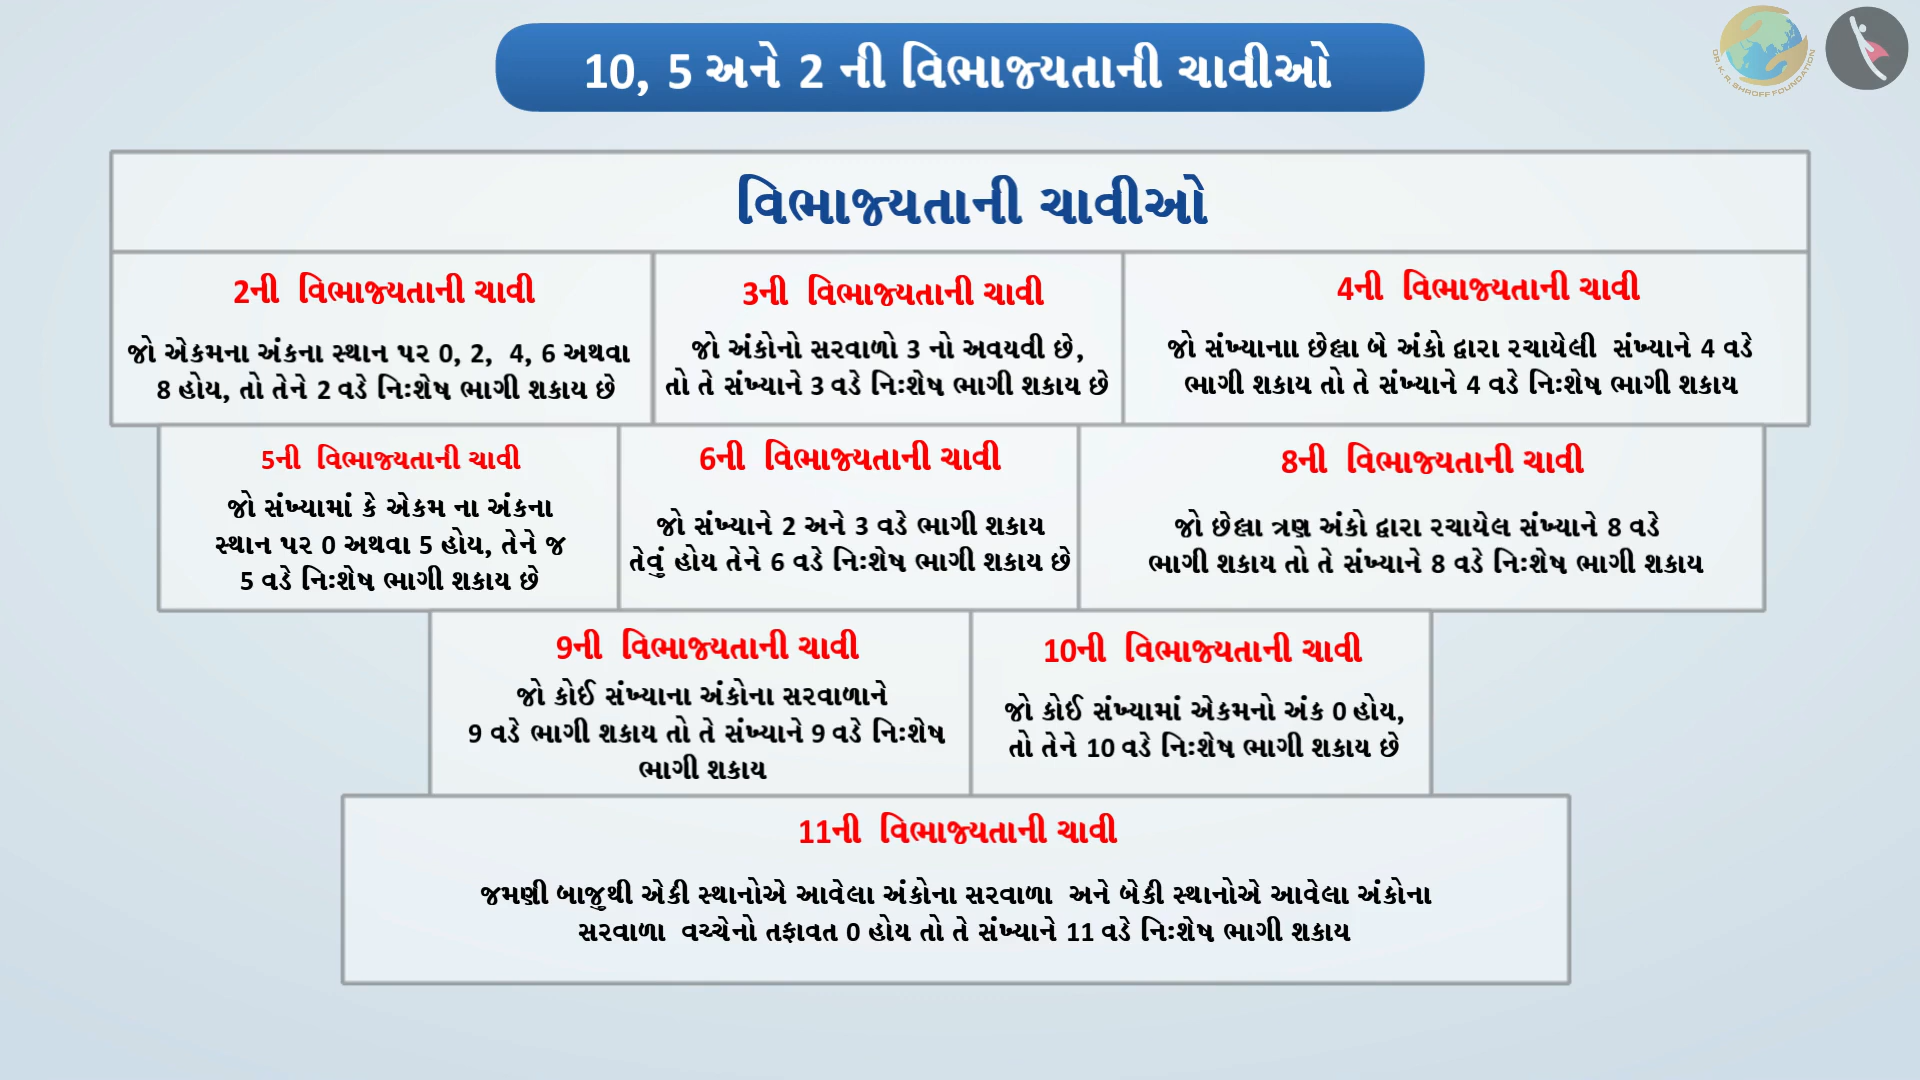 10, 5 અને 2 ની વિભાજ્યતાની ચાવીઓ
DR. K. R. SHROFF FOUNDATION
વિભાજ્યતાની ચાવીઓ
2ની વિભાજ્યતાની ચાવી
જો એકમના અંકના સ્થાન પર 0, 2, 4, 6 અથવા
8 હોય, તો તેને 2 વડે નિઃશેષ ભાગી શકાય છે
3ની વિભાજ્યતાની ચાવી
જો અંકોનો સરવાળો 3 નો અવયવી છે,
તો તે સંખ્યાને 3 વડે નિઃશેષ ભાગી શકાય છે
4ની વિભાજ્યતાની ચાવી
જો સંખ્યાનાા છેલ્લા બે અંકો દ્વારા રચાયેલી સંખ્યાને 4 વડે
ભાગી શકાય તો તે સંખ્યાને 4 વડે નિઃશેષ ભાગી શકાય
5ની વિભાજ્યતાની ચાવી
જો સંખ્યામાં કે એકમ ના અંકના
સ્થાન પર 0 અથવા 5 હોય, તેને જ
5 વડે નિઃશેષ ભાગી શકાય છે
6ની વિભાજ્યતાની ચાવી
જો સંખ્યાને 2 અને 3 વડે ભાગી શકાય
તેવું હોય તેને 6 વડે નિઃશેષ ભાગી શકાય છે
8ની વિભાજ્યતાની ચાવી
જો છેલ્લા ત્રણ અંકો દ્વારા રચાયેલ સંખ્યાને 8 વડે
ભાગી શકાય તો તે સંખ્યાને 8 વડે નિઃશેષ ભાગી શકાય
9ની વિભાજ્યતાની ચાવી
જો કોઈ સંખ્યાના અંકોના સરવાળાને
9 વડે ભાગી શકાય તો તે સંખ્યાને 9 વડે નિઃશેષ
ભાગી શકાય
10ની વિભાજ્યતાની ચાવી
જો કોઈ સંખ્યામાં એકમનો અંક 0 હોય,
તો તેને 10 વડે નિઃશેષ ભાગી શકાય છે
11ની વિભાજ્યતાની ચાવી
જમણી બાજુથી એકી સ્થાનોએ આવેલા અંકોના સરવાળા અને બેકી સ્થાનોએ આવેલા અંકોના
સરવાળા વચ્ચેનો તફાવત 0 હોય તો તે સંખ્યાને 11 વડે નિઃશેષ ભાગી શકાય